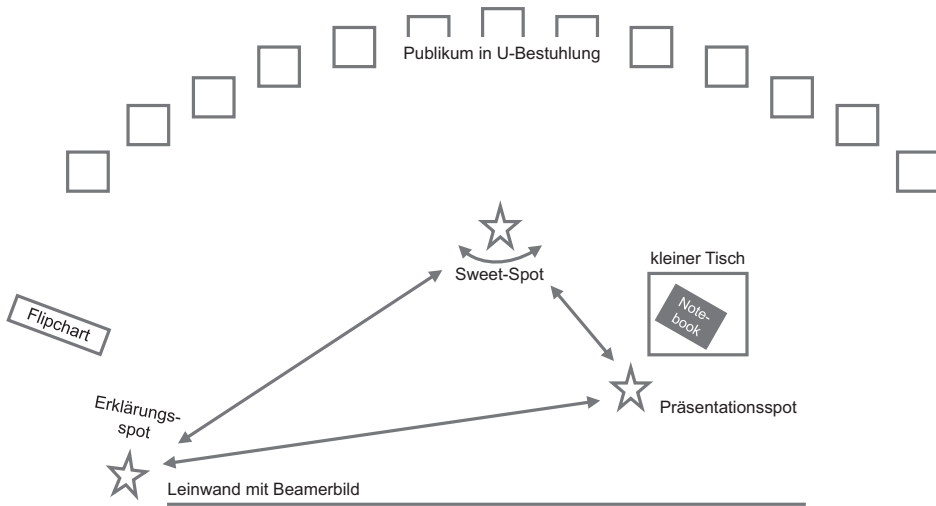 Publikum in U-Bestuhlung
Sweet-Spot
kleiner Tisch
Note-
book
Flipchart
Erklärungs-
spot
Präsentationsspot
Leinwand mit Beamerbild